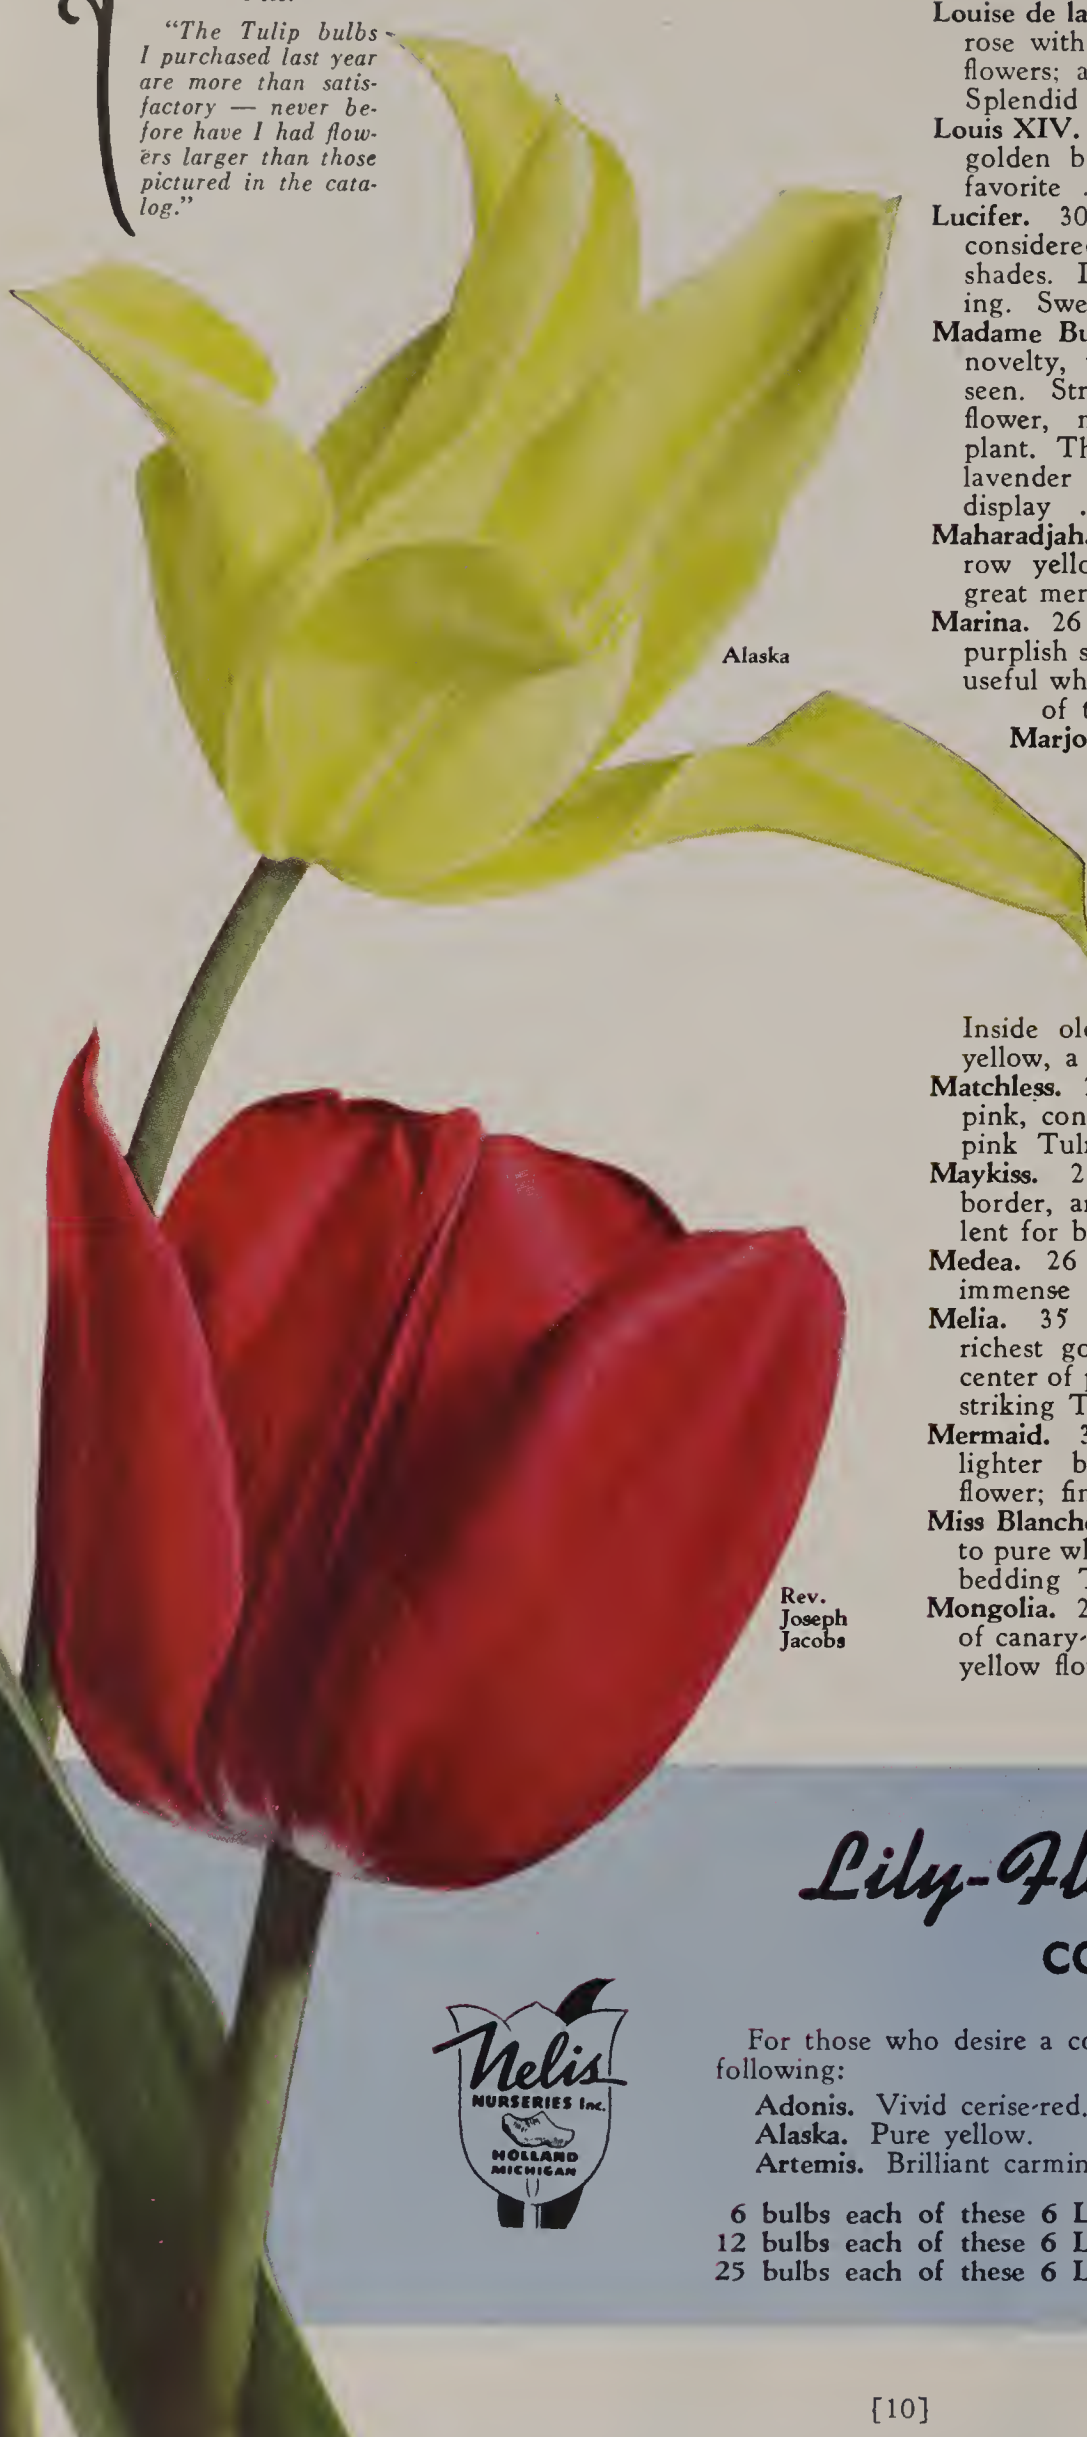 “The Tulip bulbs
I purchased last year
are more than satis-
factory — never be-
fore have I had flow-
ers larger than those
pictured in the cata-
log.”
Louise de la
rose with
flowers; a
Splendid
Louis XIV.
golden b
favorite .
Lucifer. 30
considere
shades. I
ing. Swe
Madame Bu
novelty,
seen. Str
flower, n
plant. Th
lavender
display .
Maharadjah.
row yello
great mer
Marina. 26
purplish s
useful wh
of t
Marjo
Alaska
Inside ol
yellow, a
Matchless.
pink, con
pink Tuli
Maykiss. 2
border, an
lent for b
Medea. 26
immense
Melia. 35
richest go
center of
striking T
Mermaid. 3
lighter b
flower; fin
Miss Blanche
to pure wh
bedding T
Mongolia. 2
of canary-
yellow flo
Rev.
Joseph
Jacobs
Lily-Fl
CO
For those who desire a co
following:
Adonis. Vivid cerise-red.
Alaska. Pure yellow.
Artemis. Brilliant carmin
6 bulbs each of these 6 L
12 bulbs each of these 6 L
25 bulbs each of these 6 L
Nelis
NURSERIES Inc.
HOLLAND
MICHIGAN
[10]